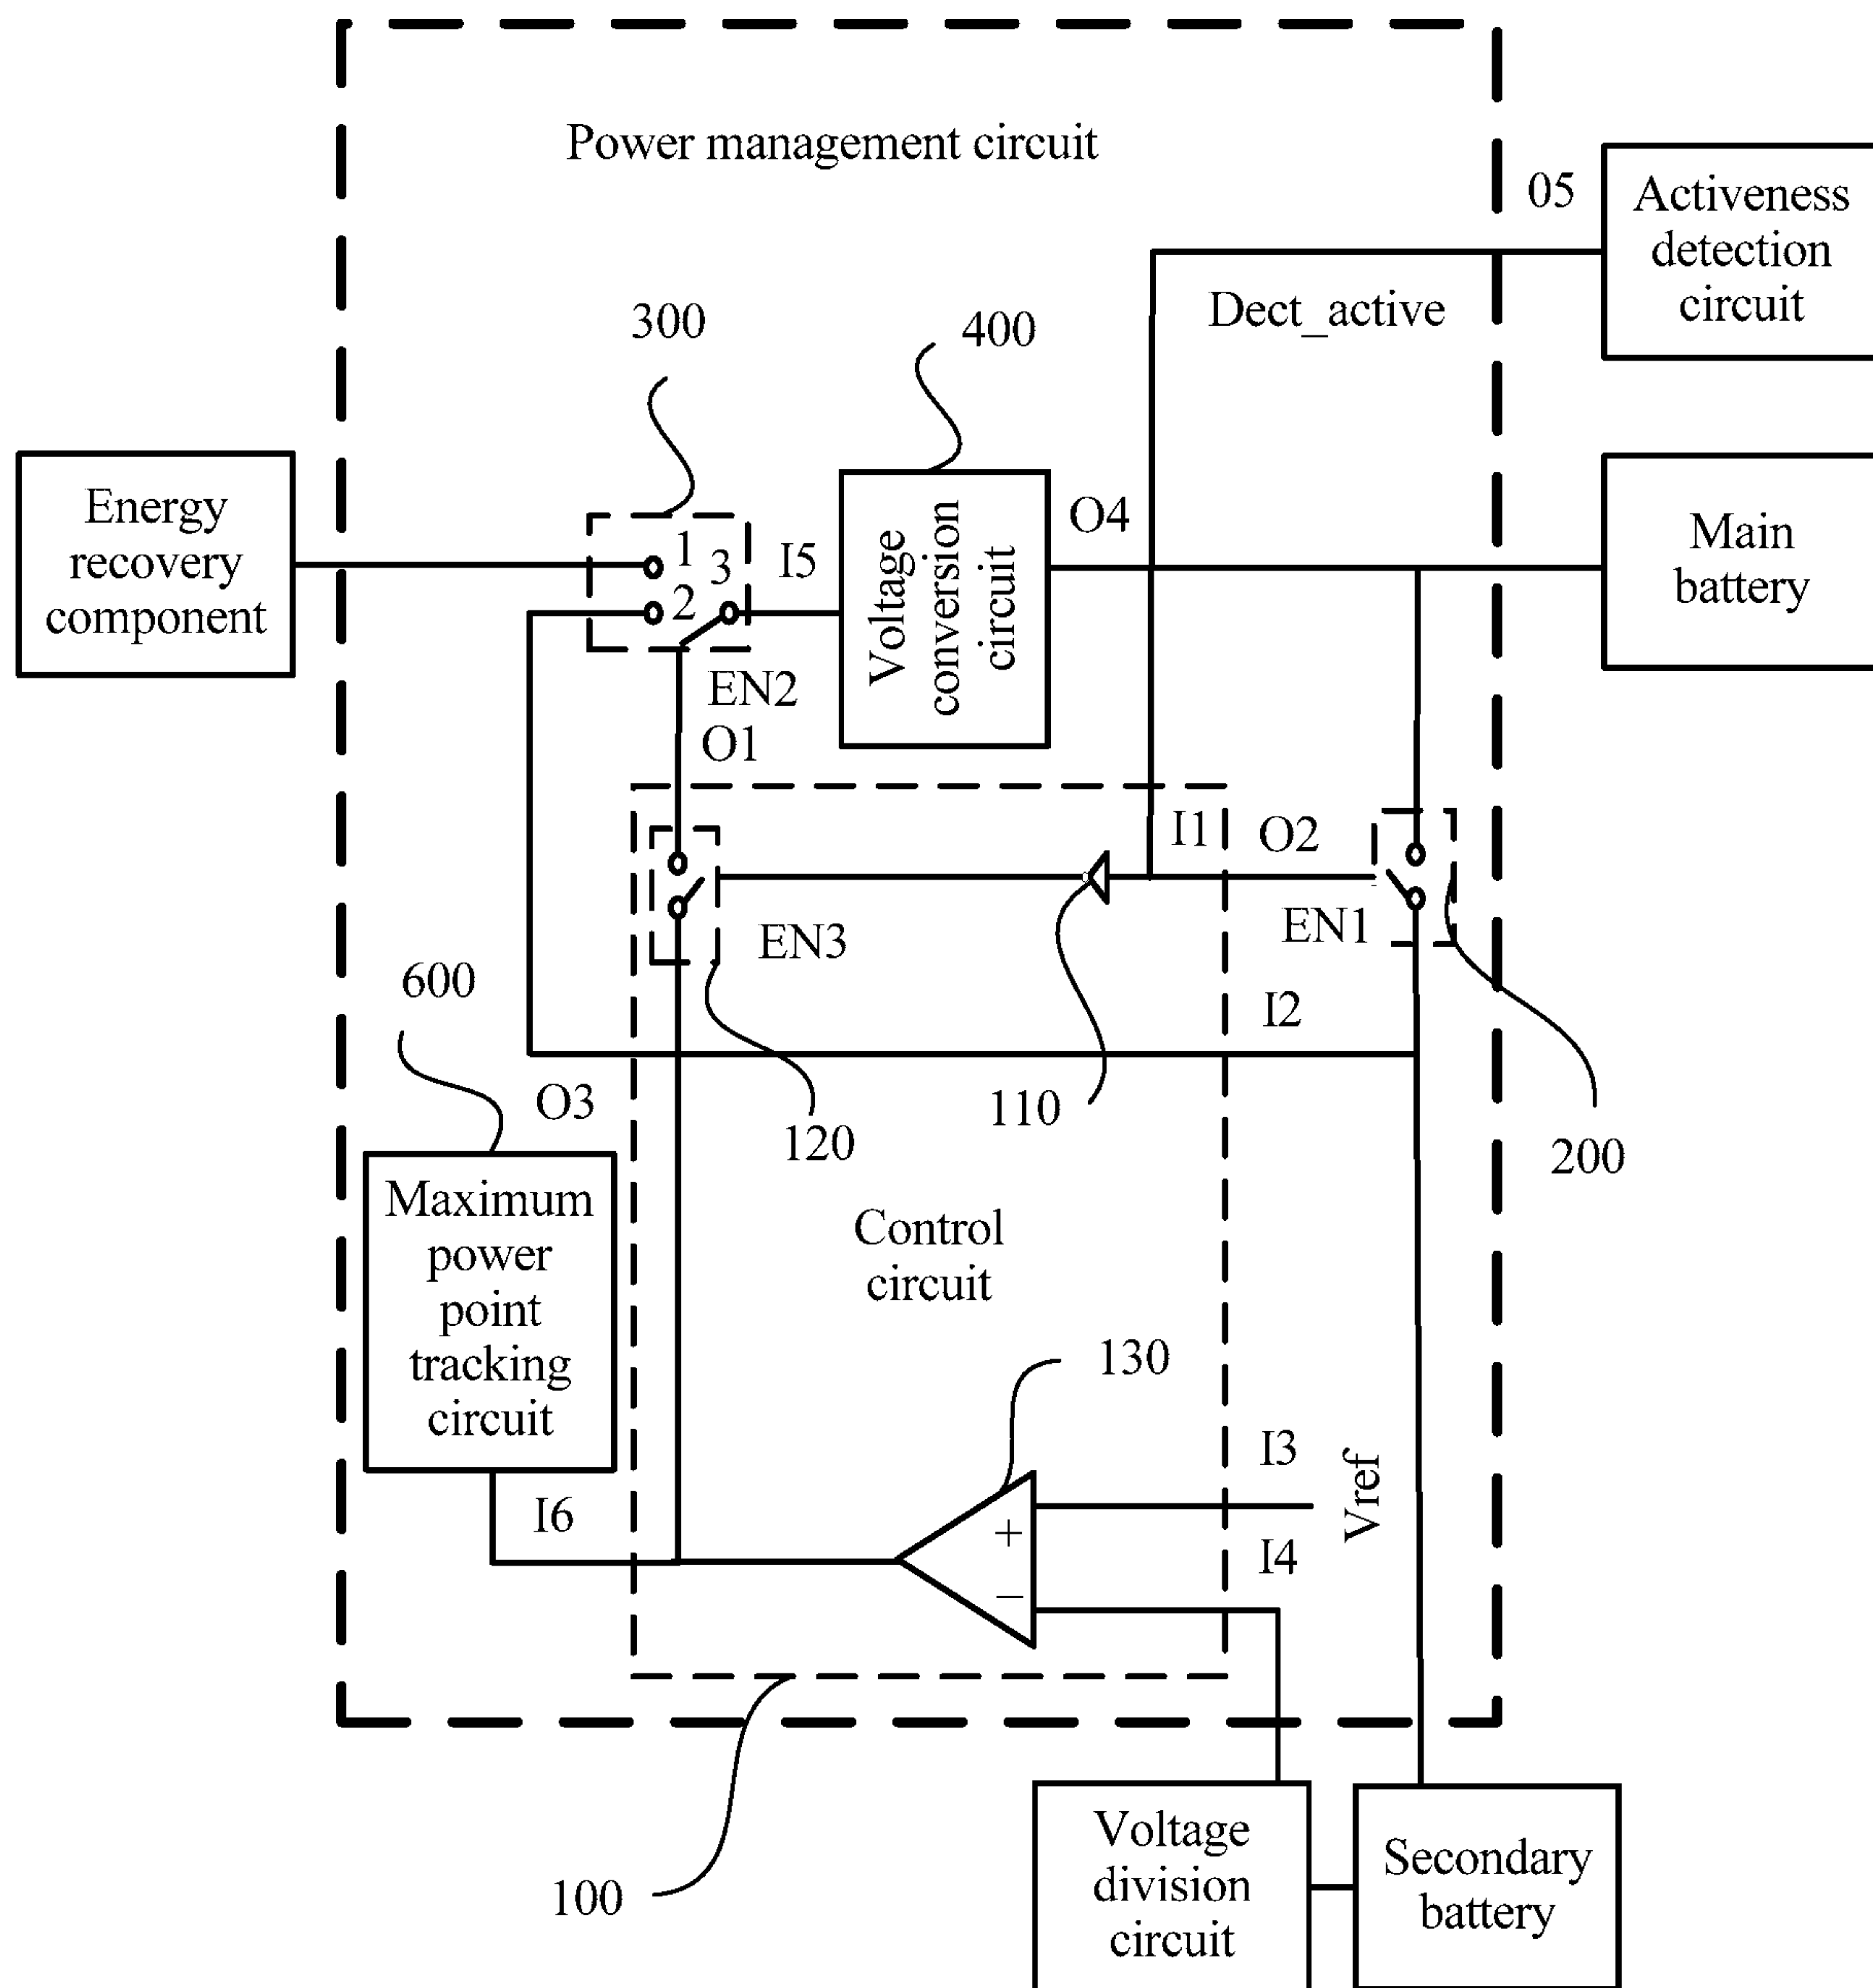 Power management circuit
05
Activeness
detection
circuit
Dect_active
300
400
Energy
recovery
component
1
2
3
I5
Voltage
conversion
circuit
O4
Main
battery
EN2
O1
I1
O2
EN1
EN3
600
I2
O3
110
120
200
Maximum
power
point
tracking
circuit
Control
circuit
130
I3
Vref
I4
+
–
I6
100
Voltage
division
circuit
Secondary
battery